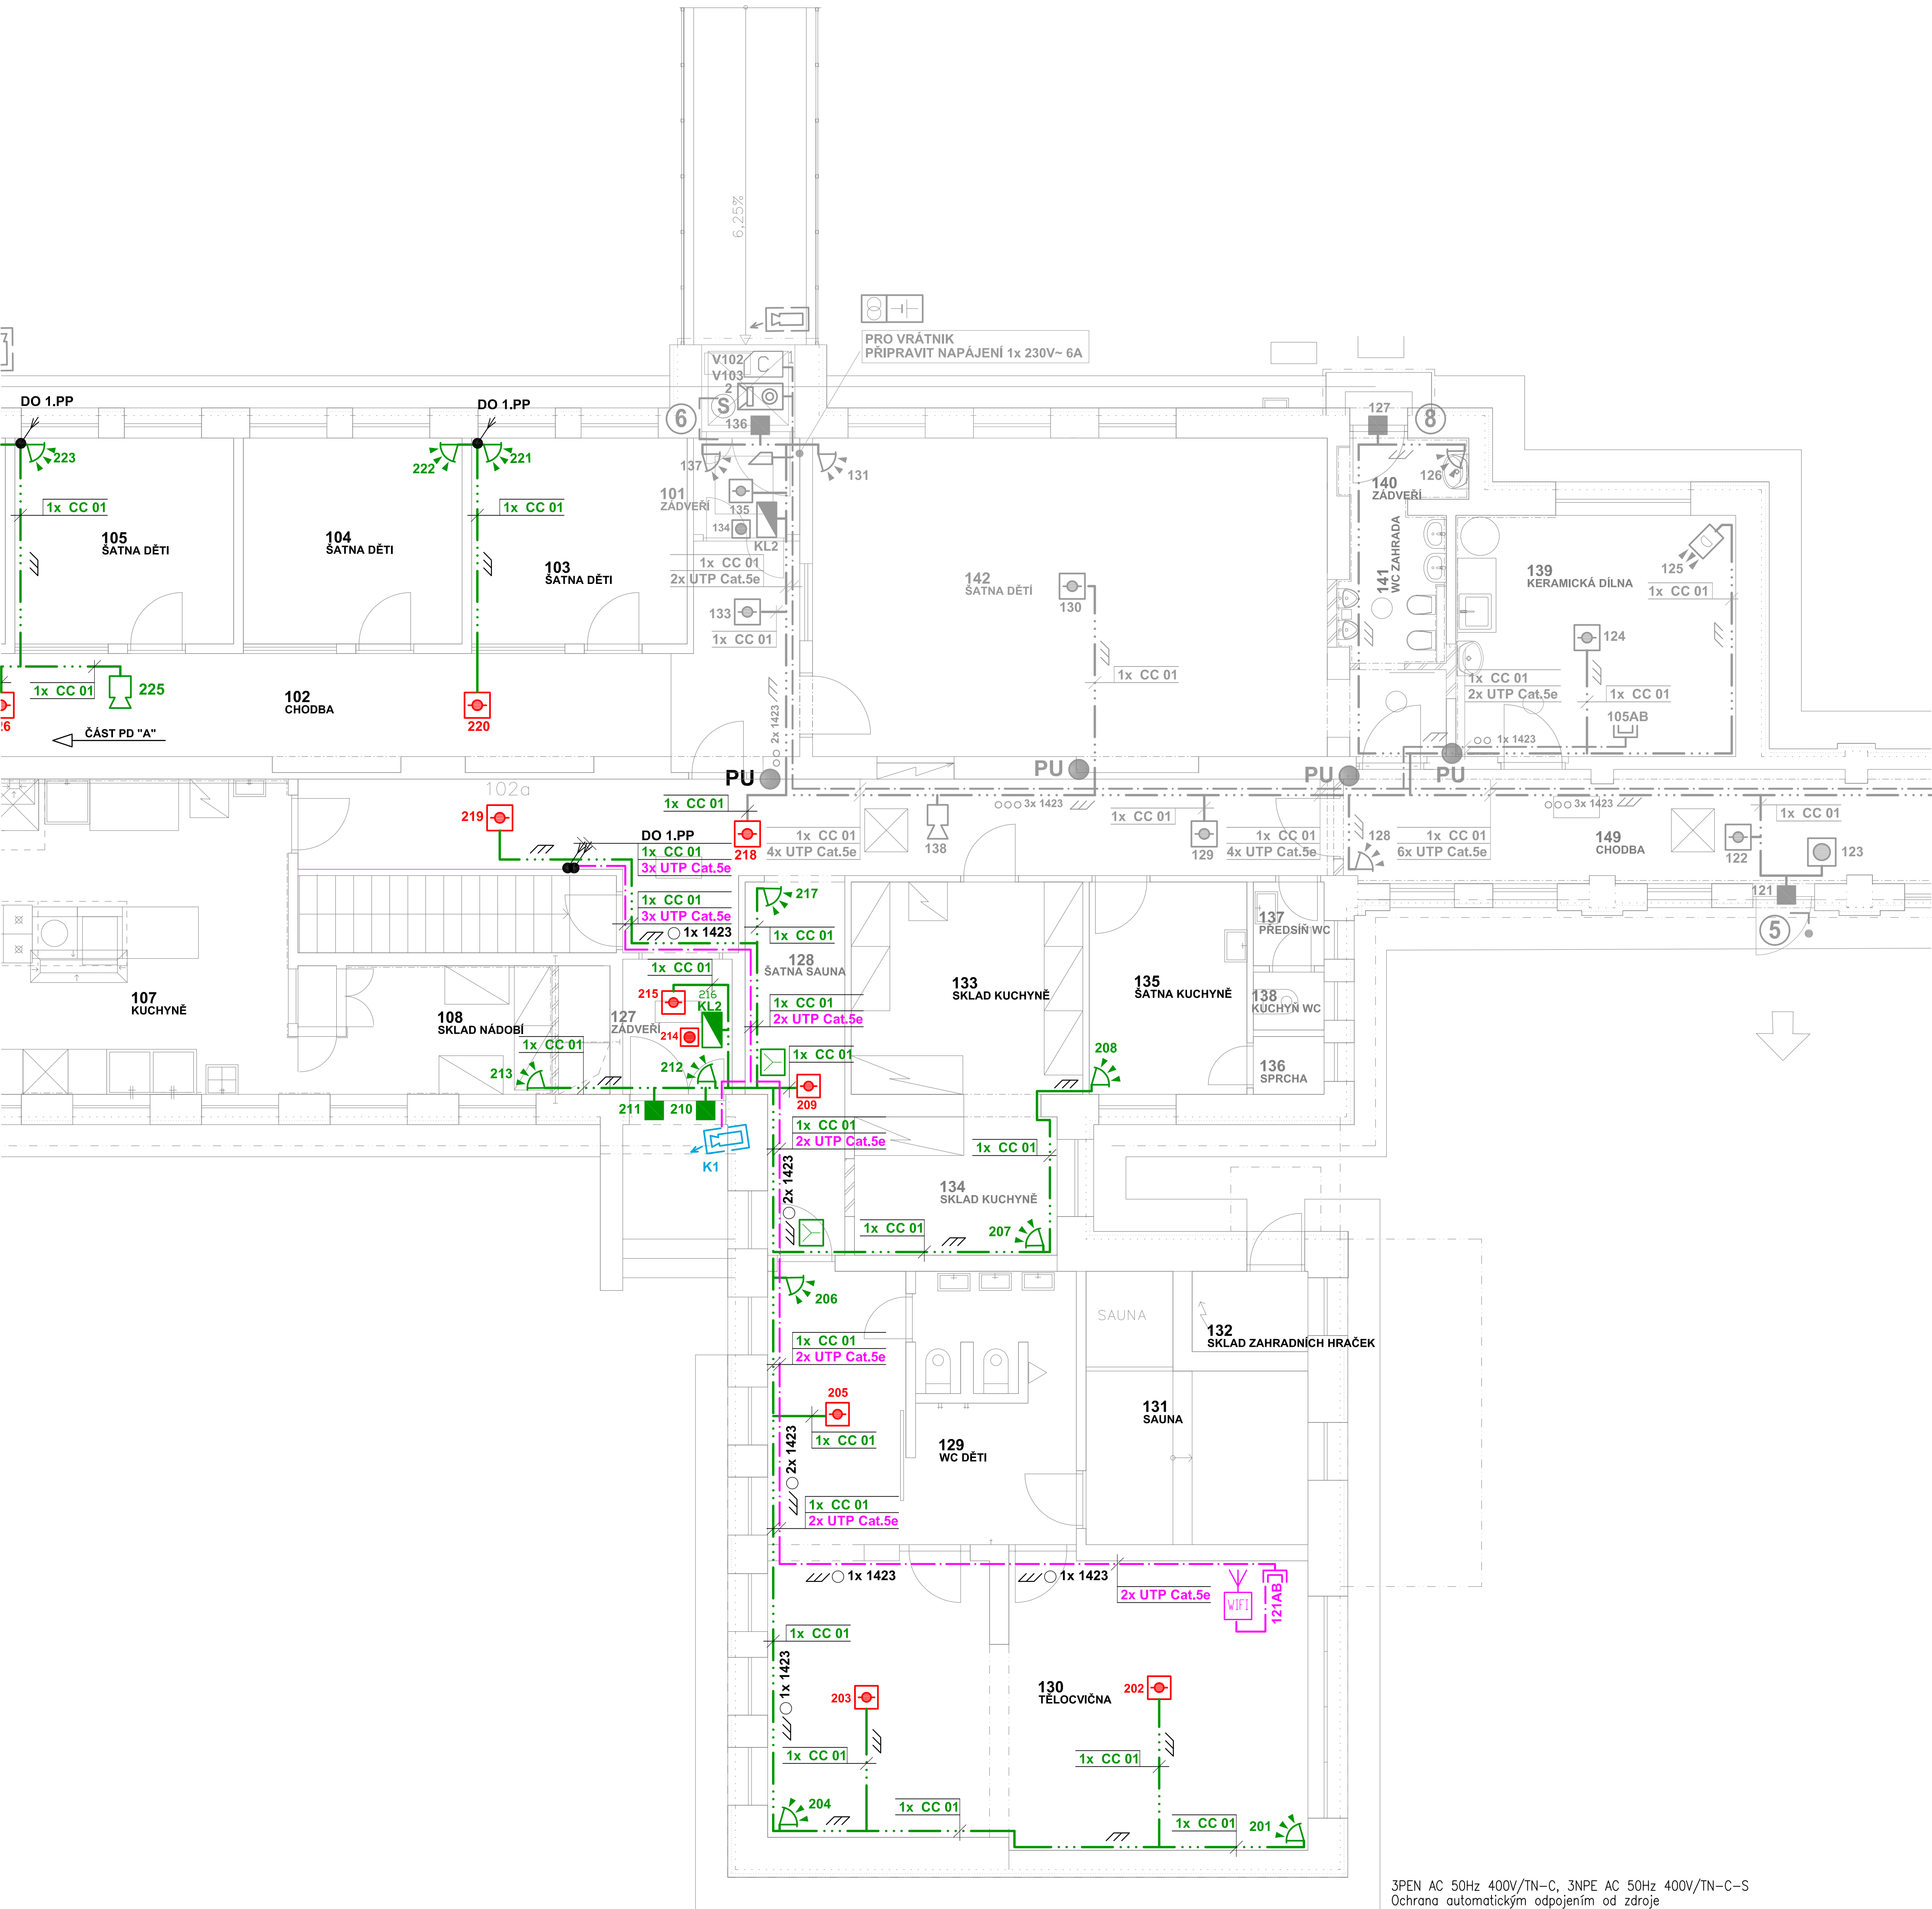 6,25%
PRO VRÁTNIK
PŘIPRAVIT NAPÁJENÍ 1x 230V~ 6A
V102
C
V103
2
S
6
136
127
8
DO 1.PP
DO 1.PP
223
222
221
137
131
126
101
ZÁDVEŘÍ
135
134
KL2
140
ZÁDVEŘÍ
1x CC 01
1x CC 01
105
ŠATNA DĚTI
104
ŠATNA DĚTI
103
ŠATNA DĚTI
1x CC 01
2x UTP Cat.5e
133
1x CC 01
142
ŠATNA DĚTÍ
130
141
WC ZAHRADA
139
KERAMICKÁ DÍLNA
125
1x CC 01
124
1x CC 01
1x CC 01
2x UTP Cat.5e
1x CC 01
105AB
1x 1423
1x CC 01
225
102
CHODBA
26
220
ČÁST PD "A"
2x 1423
PU
PU
PU
PU
102a
219
1x CC 01
218
DO 1.PP
1x CC 01
3x UTP Cat.5e
1x CC 01
4x UTP Cat.5e
138
3x 1423
1x CC 01
129
1x CC 01
4x UTP Cat.5e
128
1x CC 01
6x UTP Cat.5e
3x 1423
149
CHODBA
1x CC 01
122
123
121
5
1x CC 01
3x UTP Cat.5e
1x 1423
217
1x CC 01
128
ŠATNA SAUNA
1x CC 01
215
216
KL2
214
127
ZÁDVEŘÍ
1x CC 01
2x UTP Cat.5e
133
SKLAD KUCHYNĚ
135
ŠATNA KUCHYNĚ
137
PŘEDSÍŇ WC
138
KUCHYŇ WC
136
SPRCHA
107
KUCHYNĚ
108
SKLAD NÁDOBÍ
1x CC 01
213
212
1x CC 01
208
209
211
210
K1
1x CC 01
2x UTP Cat.5e
1x CC 01
2x 1423
134
SKLAD KUCHYNĚ
1x CC 01
207
206
1x CC 01
2x UTP Cat.5e
SAUNA
132
SKLAD ZAHRADNÍCH HRAČEK
205
1x CC 01
2x 1423
129
WC DĚTI
131
SAUNA
1x CC 01
2x UTP Cat.5e
1x 1423
1x 1423
2x UTP Cat.5e
WIFI
121AB
1x CC 01
1x 1423
203
130
TĚLOCVIČNA
202
1x CC 01
1x CC 01
204
1x CC 01
1x CC 01
201
3PEN AC 50Hz 400V/TN-C, 3NPE AC 50Hz 400V/TN-C-S
Ochrana automatickým odpojením od zdroje